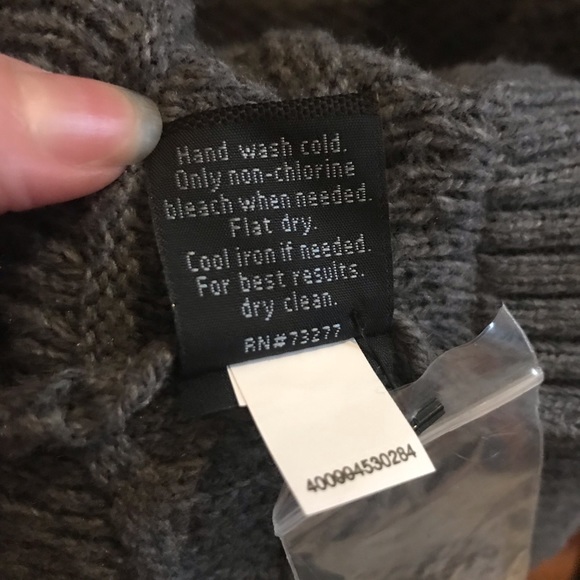 Hand wash cold.
Only non-chlorine
bleach when needed.
Flat dry.
Cool iron if needed.
For best results.
dry clean.
RN#73277
400994530284